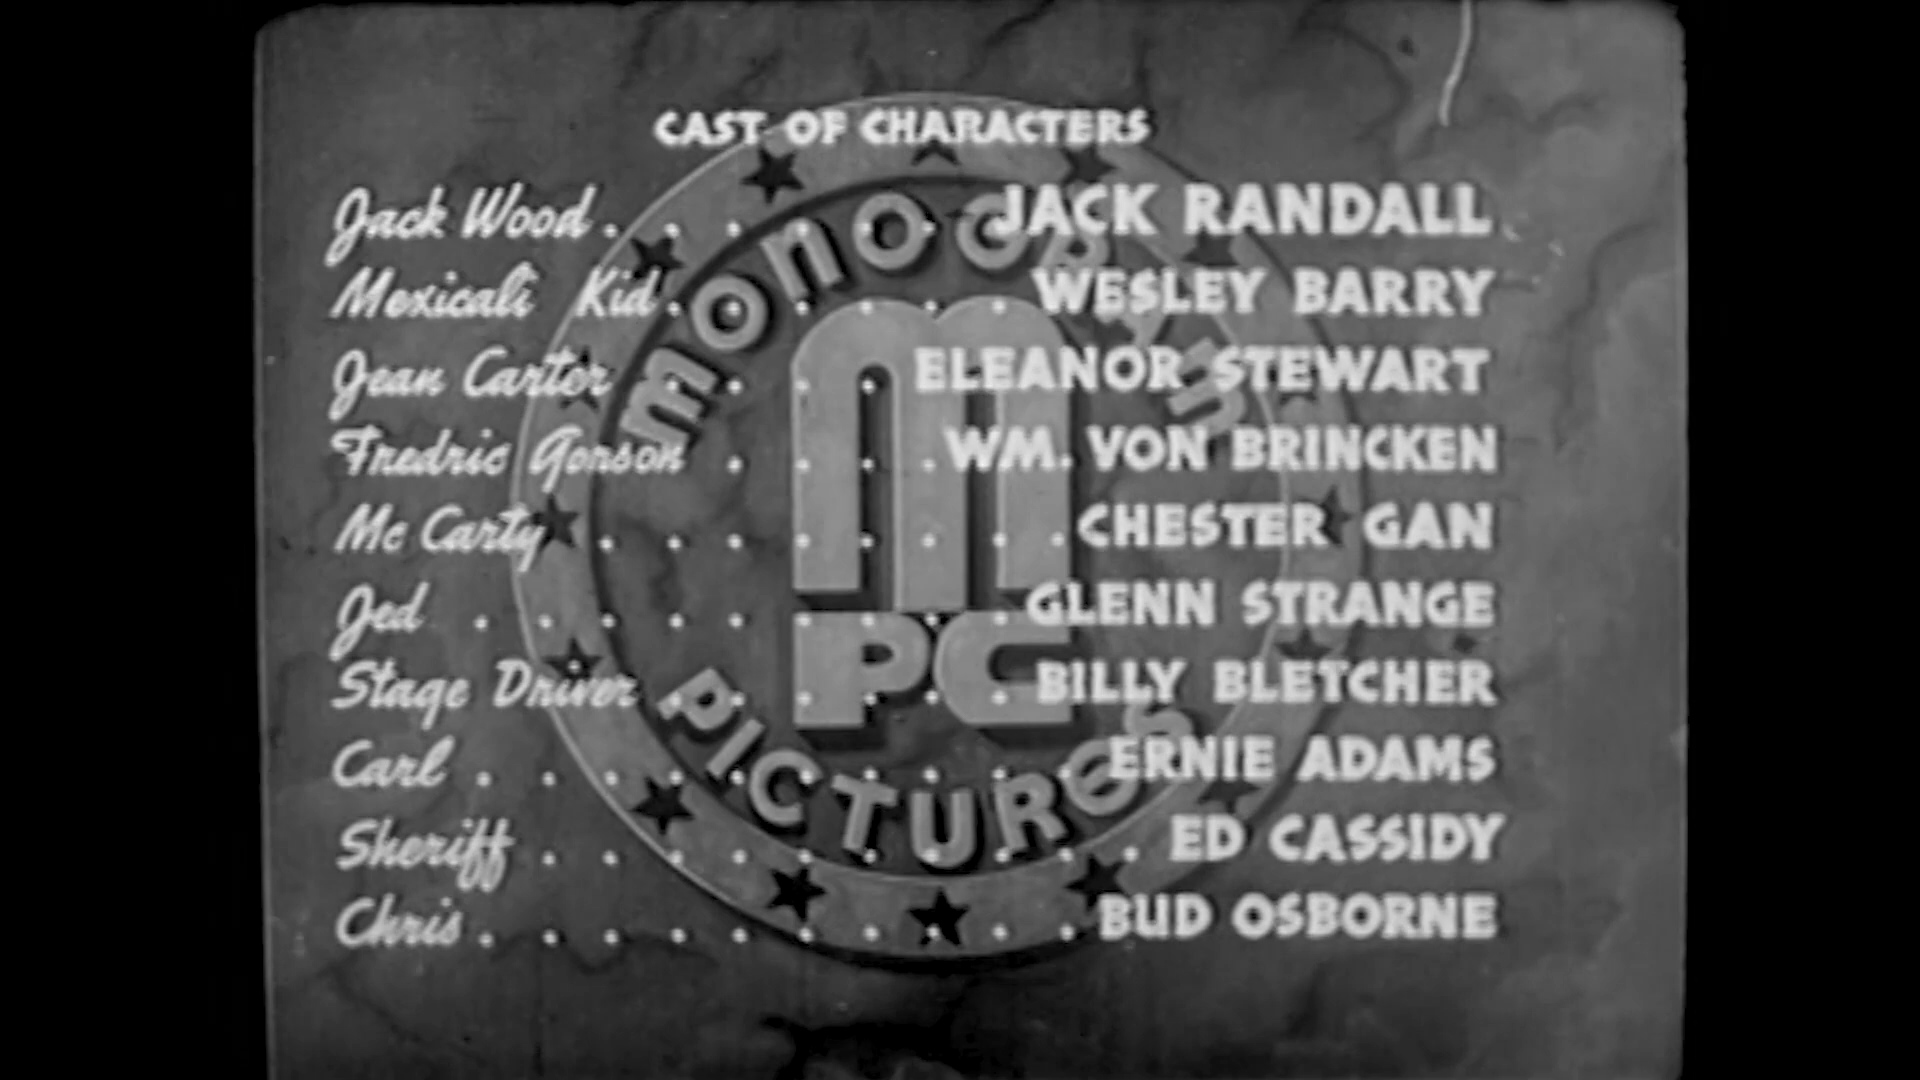 CAST OF CHARACTERS
Jack Wood. . . . . . JACK RANDALL
Mexicali Kid. . . . . . WESLEY BARRY
Jean Carter . . . . ELEANOR STEWART
Fredric Gorson . . . . WM. VON BRINCKEN
Mc Carty . . . . . . . . CHESTER GAN
Jed . . . . . . . . . GLENN STRANGE
Stage Driver . . . . . . BILLY BLETCHER
Carl . . . . . . . . . . ERNIE ADAMS
Sheriff . . . . . . . . . . ED CASSIDY
Chris . . . . . . . . . . BUD OSBORNE
MONOGRAM
M
PC
PICTURES